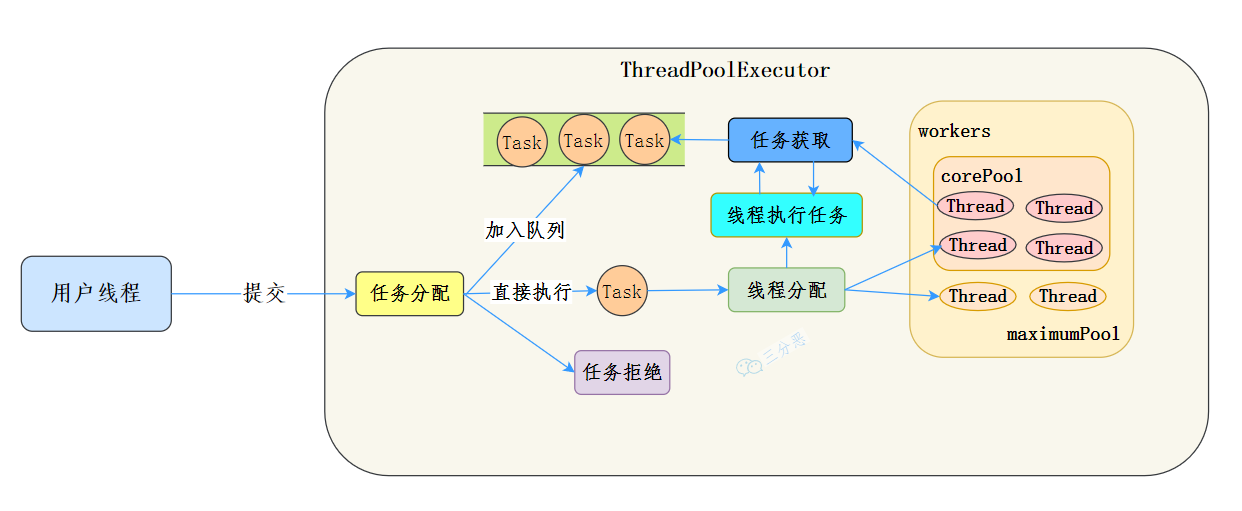 ThreadPoolExecutor
Task Task Task
任务获取
workers
corePool
Thread Thread
Thread Thread
线程执行任务
加入队列
用户线程
提交
任务分配
直接执行
Task
线程分配
Thread Thread
maximumPool
任务拒绝
三分恶